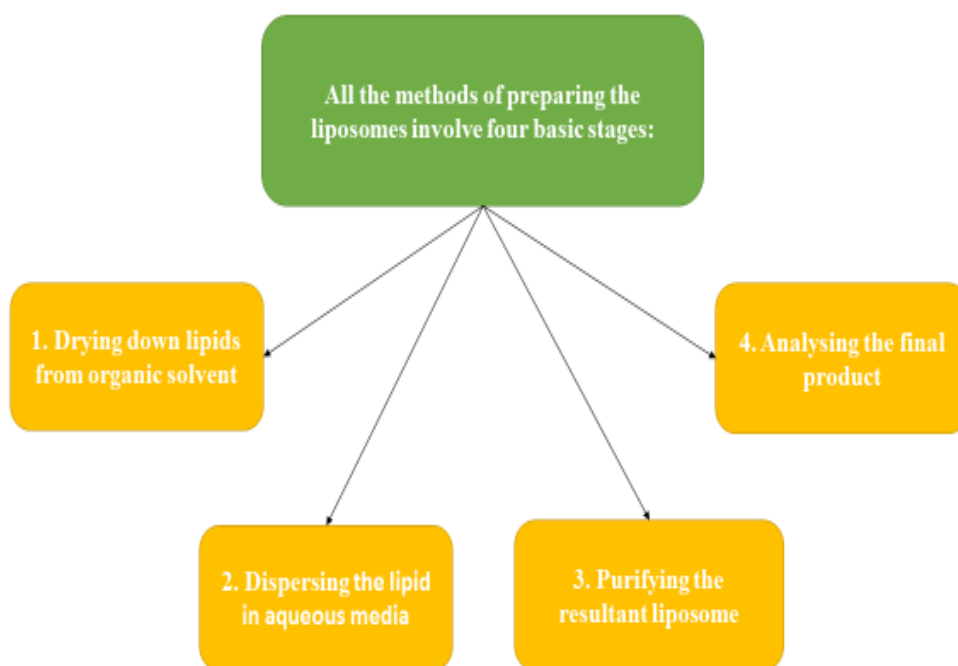 All the methods of preparing the
liposomes involve four basic stages:
1. Drying down lipids
from organic solvent
4. Analysing the final
product
2. Dispersing the lipid
in aqueous media
3. Purifying the
resultant liposome